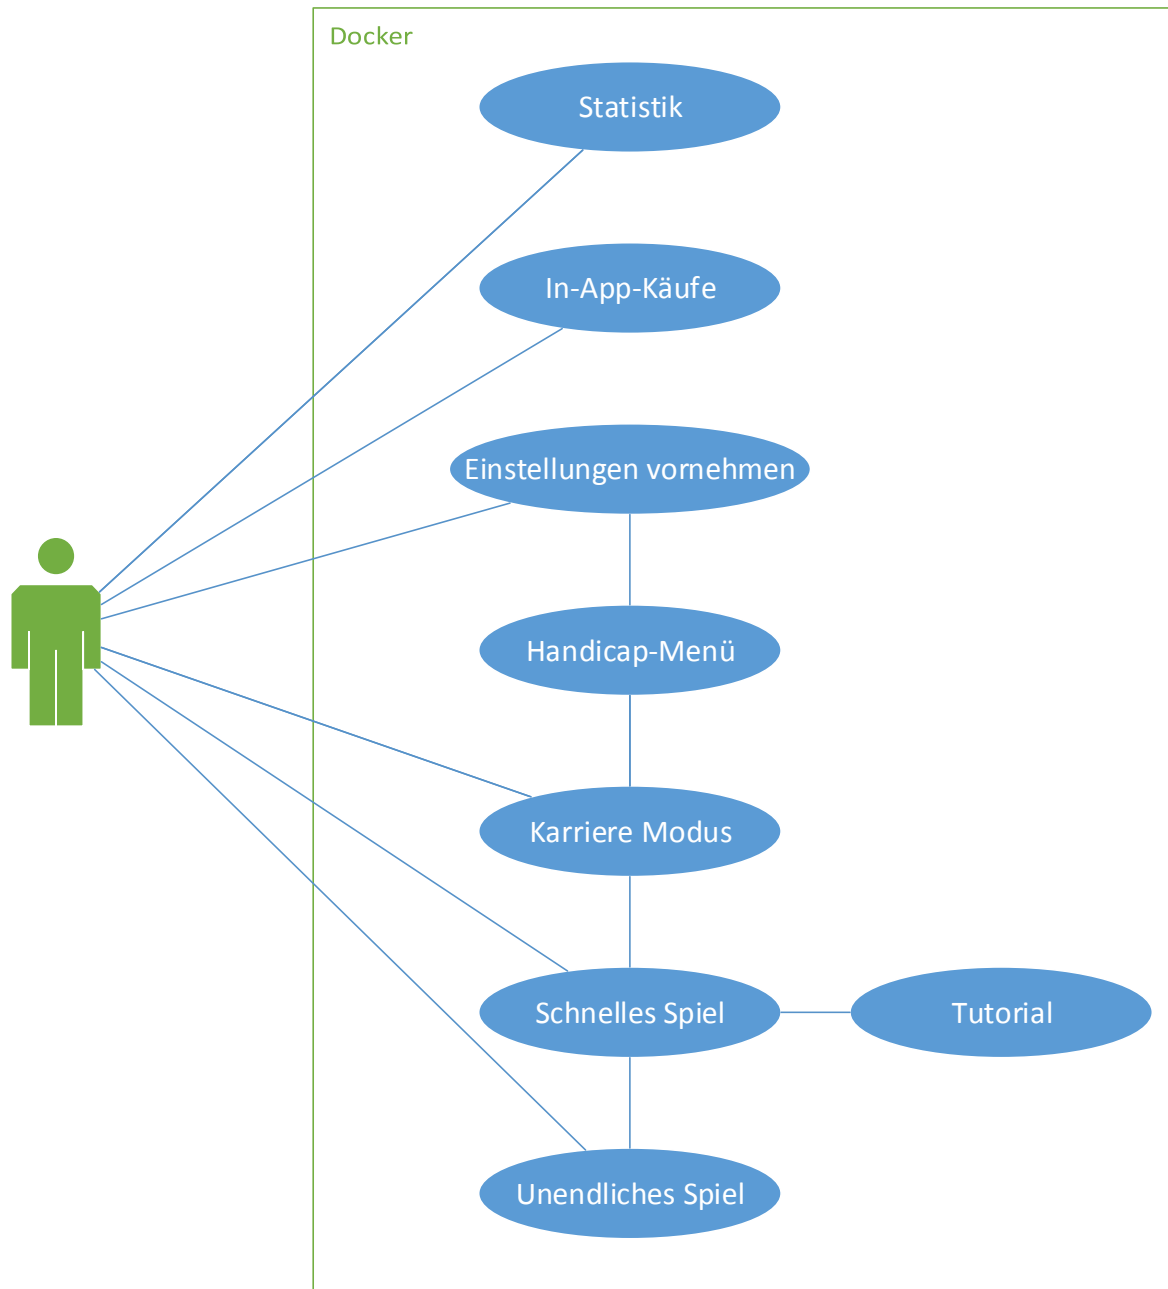 Docker
Statistik
In-App-Käufe
Einstellungen vornehmen
Handicap-Menü
Karriere Modus
Schnelles Spiel
Tutorial
Unendliches Spiel